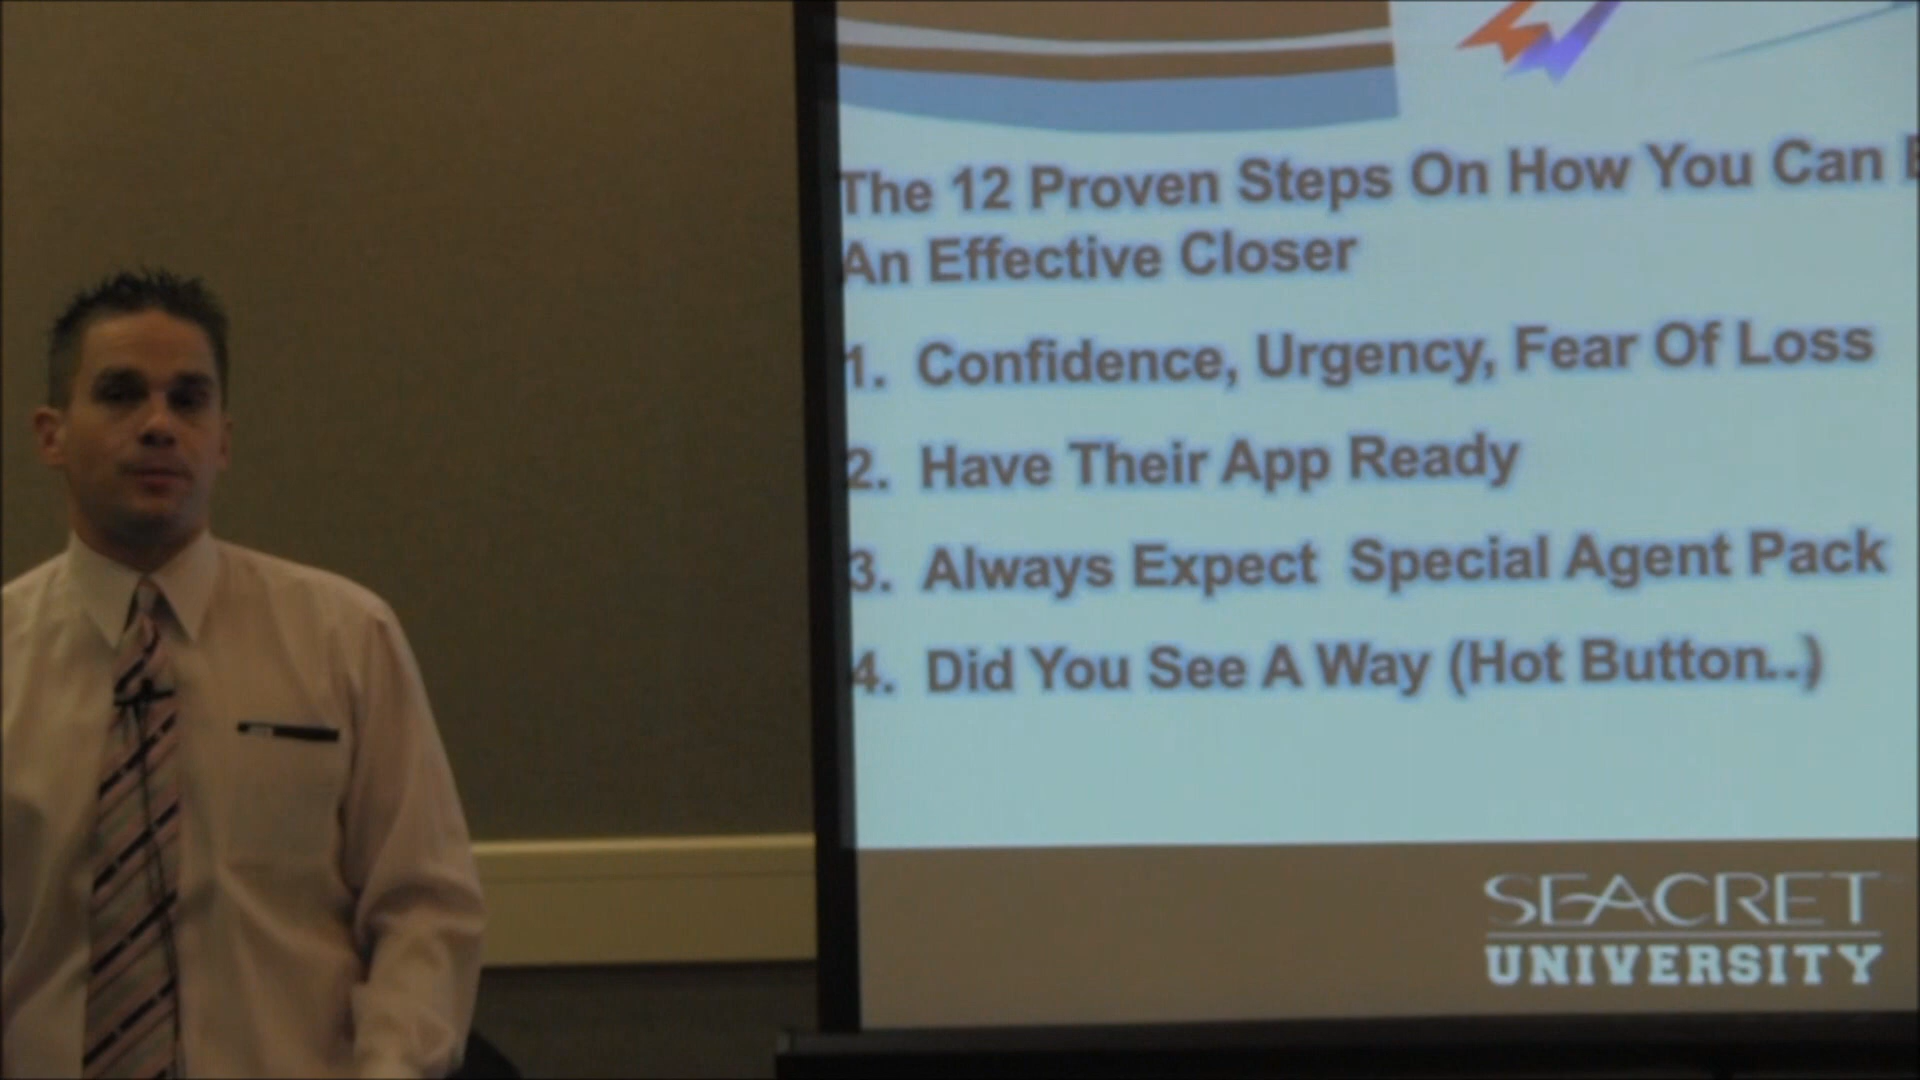 The 12 Proven Steps On How You Can
An Effective Closer
1. Confidence, Urgency, Fear Of Loss
2. Have Their App Ready
3. Always Expect Special Agent Pack
4. Did You See A Way (Hot Button..)
SEACRET
UNIVERSITY